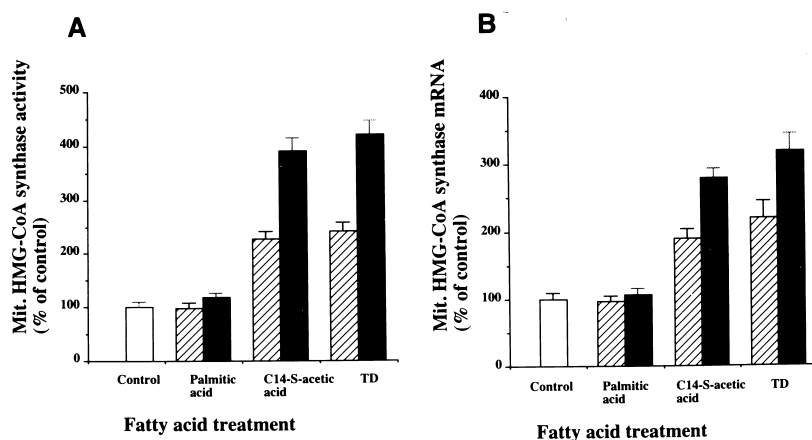 A
Mit. HMG-CoA synthase activity
(% of control)
500
400
300
200
100
0
Control
Palmitic
acid
C14-S-acetic
acid
TD
Fatty acid treatment
B
Mit. HMG-CoA synthase mRNA
(% of control)
400
300
200
100
0
Control
Palmitic
acid
C14-S-acetic
acid
TD
Fatty acid treatment